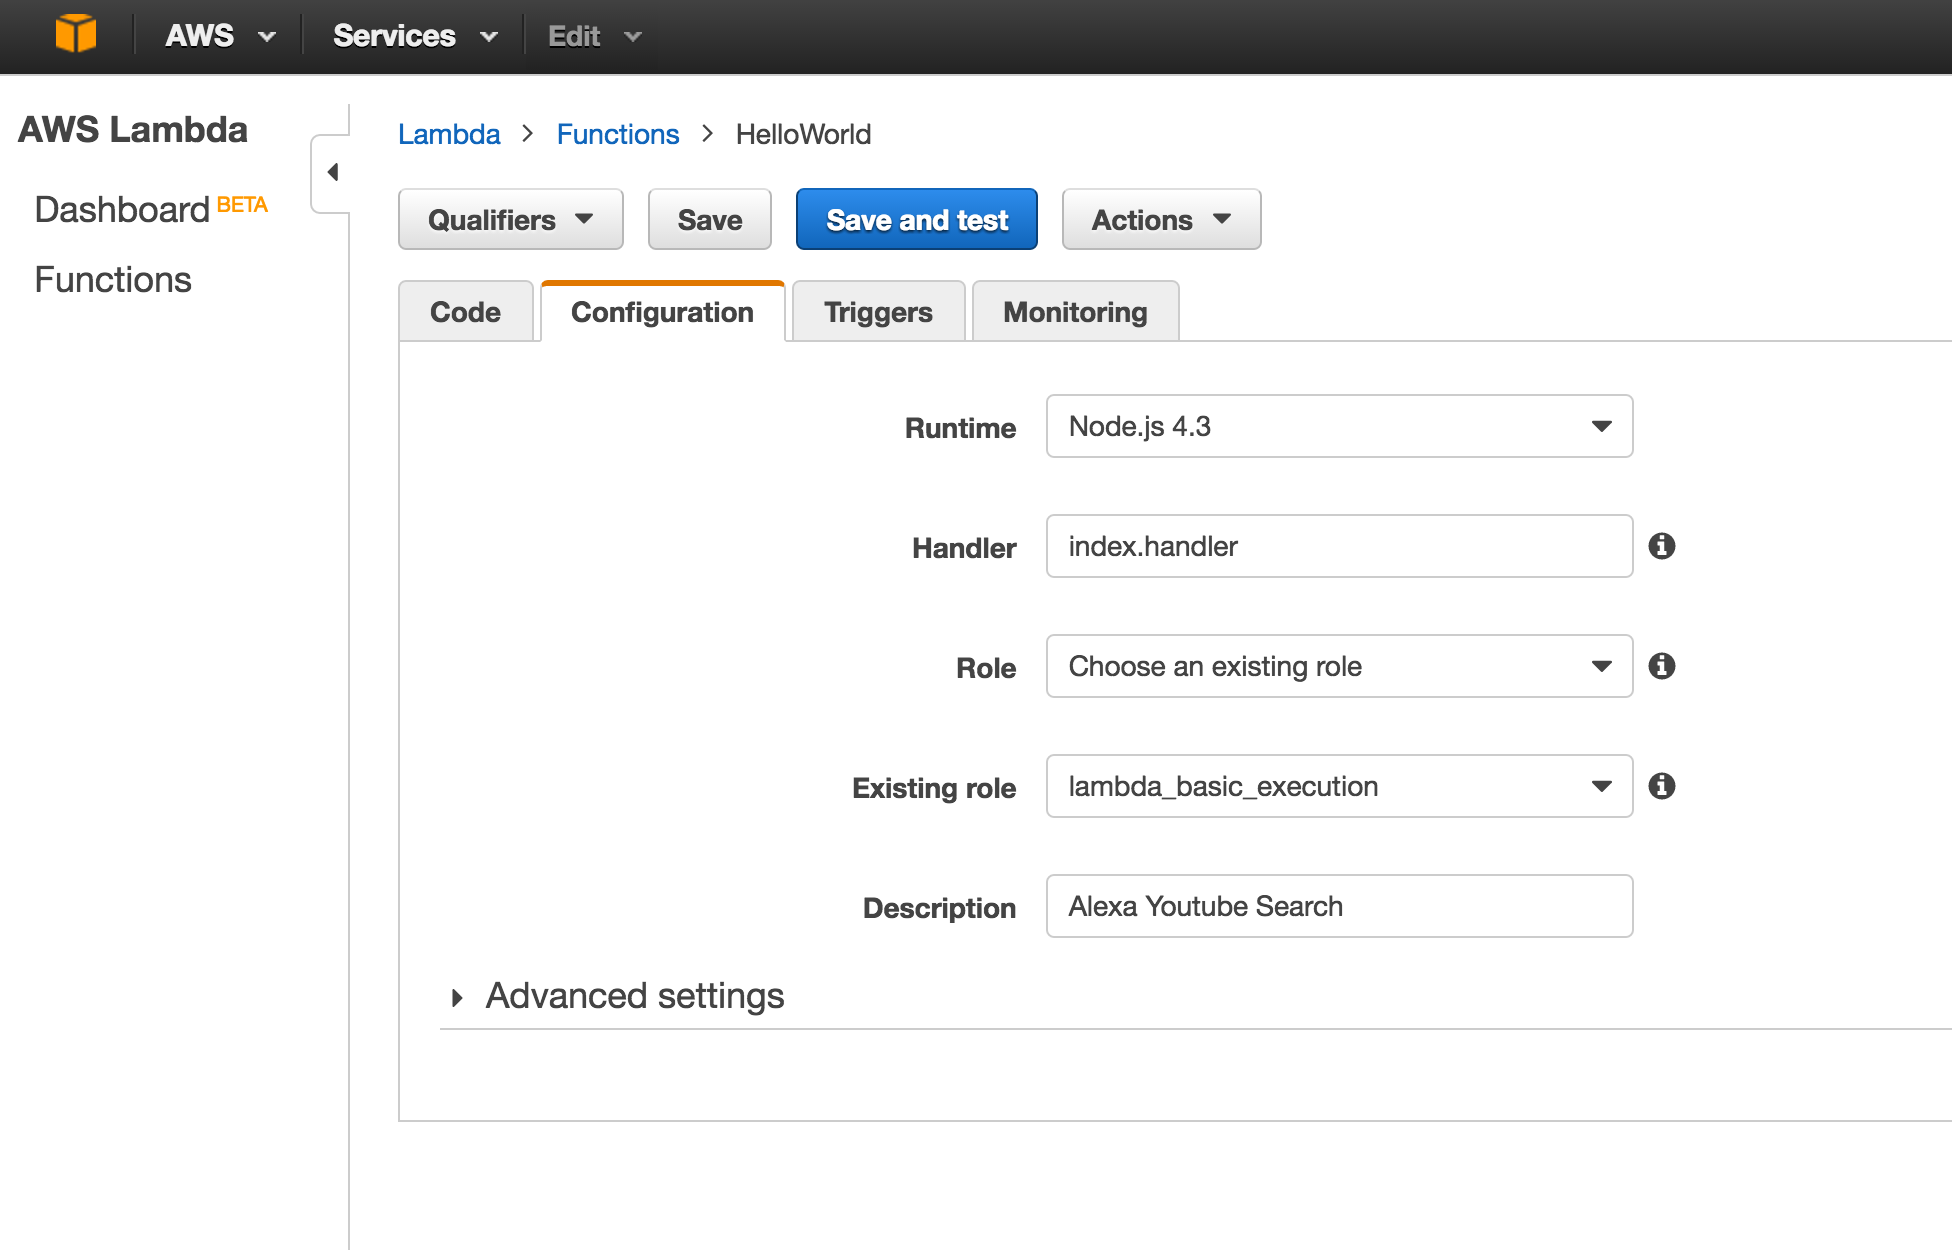 AWS Services Edit
AWS Lambda
Dashboard BETA
Functions
Lambda > Functions > HelloWorld
Qualifiers Save Save and test Actions
Code Configuration Triggers Monitoring
Runtime Node.js 4.3
Handler index.handler
Role Choose an existing role
Existing role lambda_basic_execution
Description Alexa Youtube Search
Advanced settings